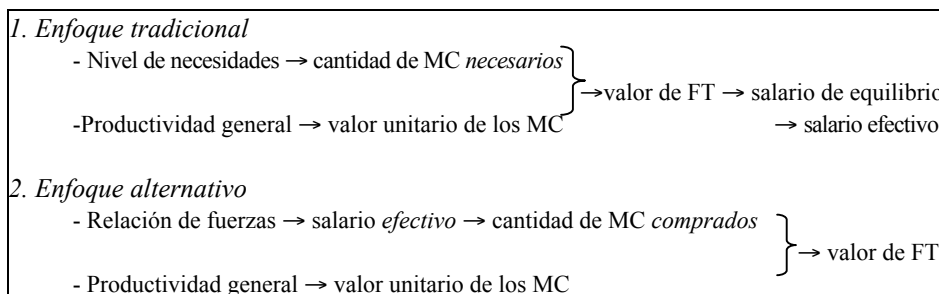 1. Enfoque tradicional
- Nivel de necesidades → cantidad de MC necesarios
→valor de FT → salario de equilibrio
-Productividad general → valor unitario de los MC → salario efectivo
2. Enfoque alternativo
- Relación de fuerzas → salario efectivo → cantidad de MC comprados
→ valor de FT
- Productividad general → valor unitario de los MC